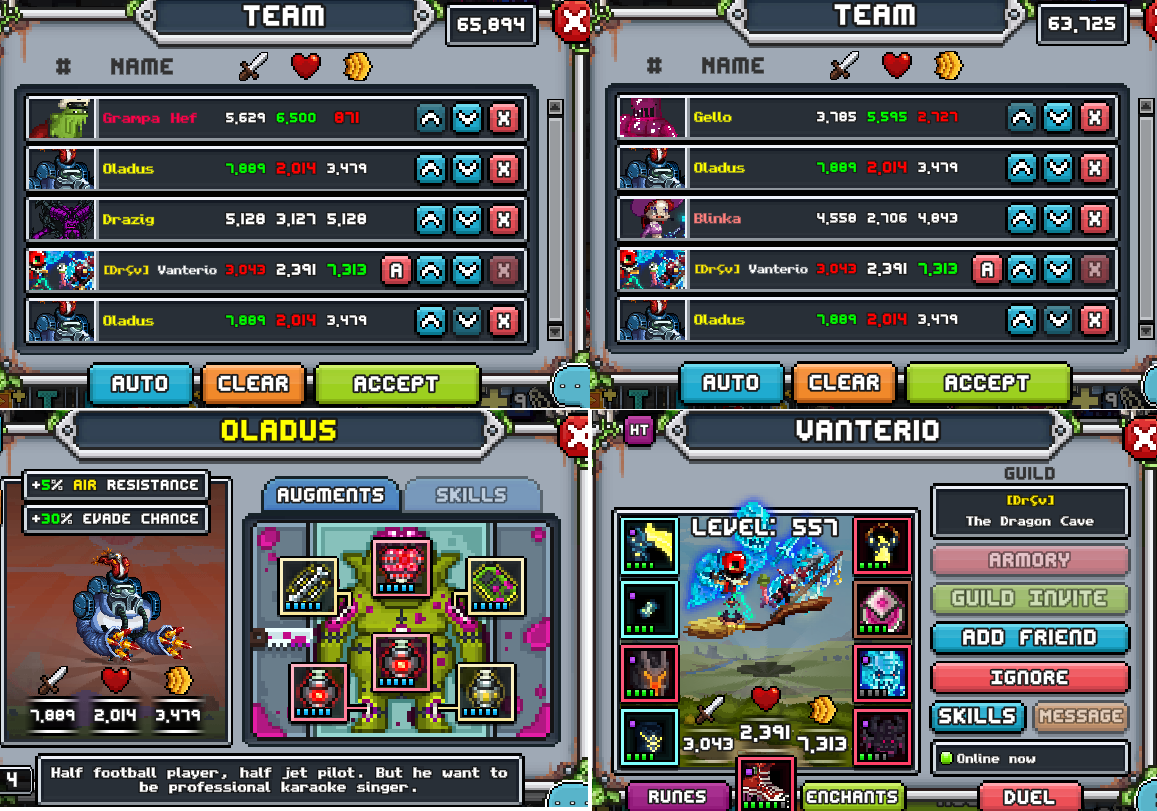 TEAM
65,894
# NAME
Grampa Hef 5,629 6,500 871
Oladus 7,889 2,014 3,479
Drazig 5,128 3,127 5,128
[Drȼv] Vanterio 3,043 2,391 7,313 A
Oladus 7,889 2,014 3,479
AUTO CLEAR ACCEPT
9
TEAM
63,725
# NAME
Gello 3,785 5,595 2,727
Oladus 7,889 2,014 3,479
Blinka 4,558 2,706 4,843
[Drȼv] Vanterio 3,043 2,391 7,313 A
Oladus 7,889 2,014 3,479
AUTO CLEAR ACCEPT
9
OLADUS
+5% AIR RESISTANCE
+30% EVADE CHANCE
AUGMENTS SKILLS
7,889 2,014 3,479
4
Half football player, half jet pilot. But he want to
be professional karaoke singer.
HT
VANTERIO
LEVEL: 557
3,043 2,391 7,313
RUNES ENCHANTS
GUILD
[Drȼv]
The Dragon Cave
ARMORY
GUILD INVITE
ADD FRIEND
IGNORE
SKILLS MESSAGE
Online now
DUEL